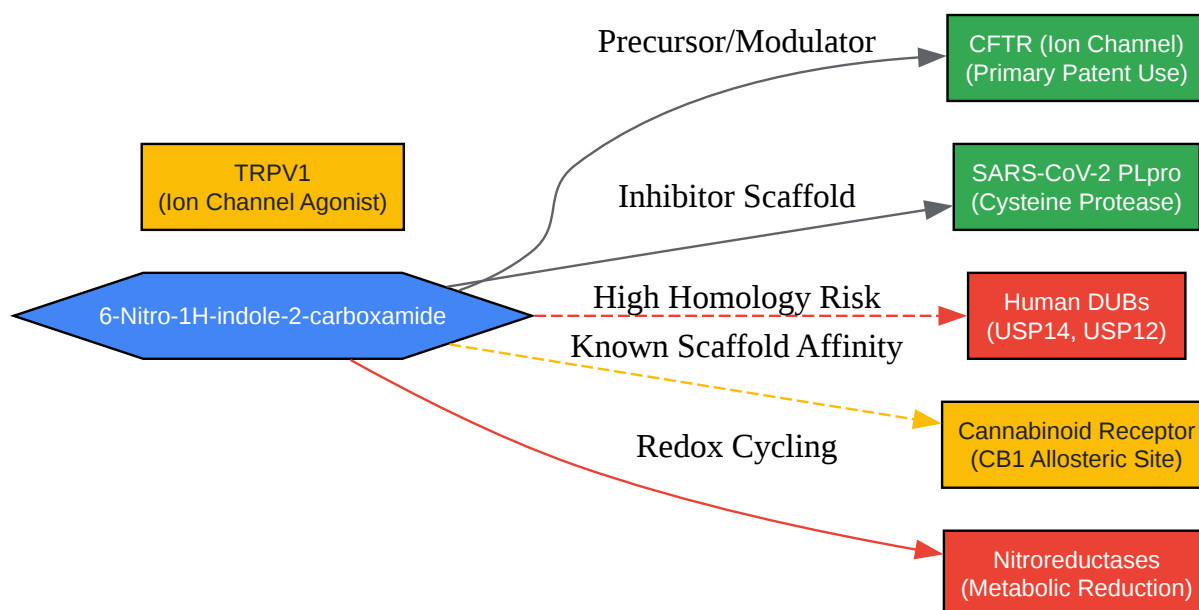 Precursor/Modulator
CFTR (Ion Channel)
(Primary Patent Use)
TRPV1
(Ion Channel Agonist)
Inhibitor Scaffold
SARS-CoV-2 PLpro
(Cysteine Protease)
6-Nitro-1H-indole-2-carboxamide
High Homology Risk
Human DUBs
(USP14, USP12)
Known Scaffold Affinity
Cannabinoid Receptor
(CB1 Allosteric Site)
Redox Cycling
Nitroreductases
(Metabolic Reduction)